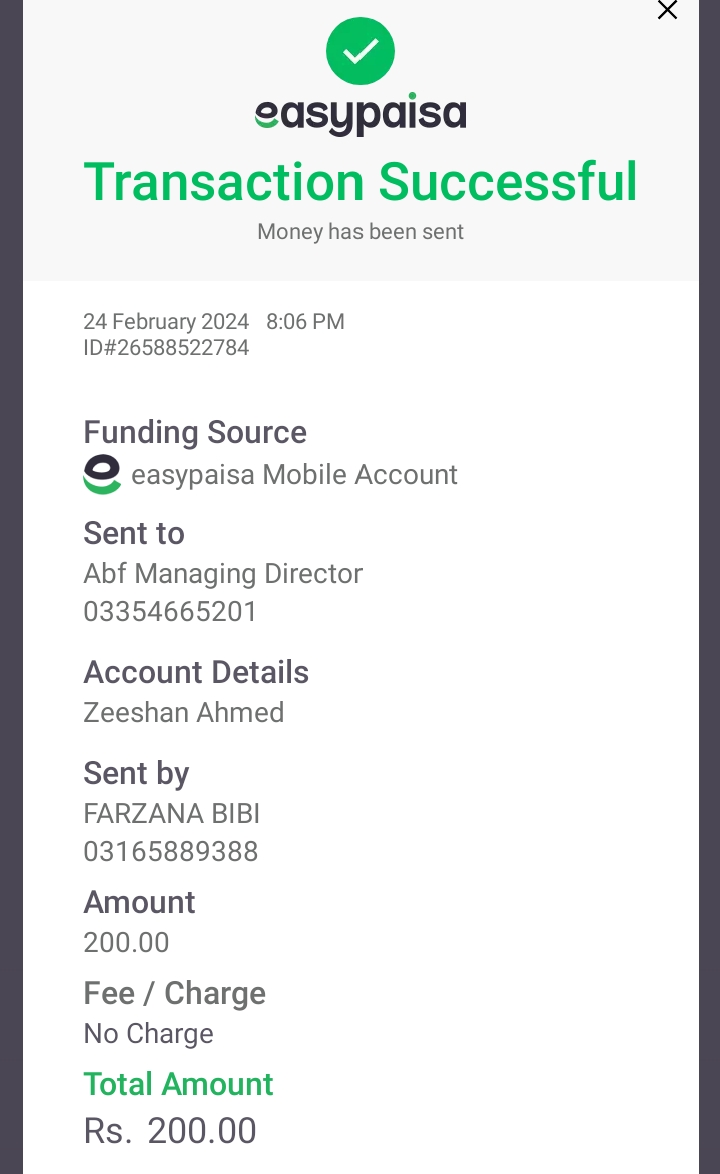 easypaisa
Transaction Successful
Money has been sent
24 February 2024 8:06 PM
ID#26588522784
Funding Source
easypaisa Mobile Account
Sent to
Abf Managing Director
03354665201
Account Details
Zeeshan Ahmed
Sent by
FARZANA BIBI
03165889388
Amount
200.00
Fee / Charge
No Charge
Total Amount
Rs. 200.00